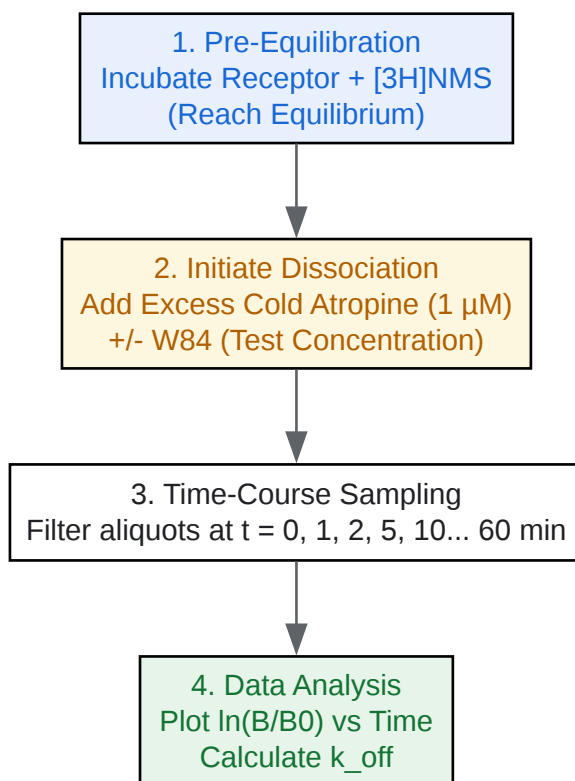 1. Pre-Equilibration
Incubate Receptor + [3H]NMS
(Reach Equilibrium)
2. Initiate Dissociation
Add Excess Cold Atropine (1 µM)
+/- W84 (Test Concentration)
3. Time-Course Sampling
Filter aliquots at t = 0, 1, 2, 5, 10... 60 min
4. Data Analysis
Plot ln(B/B0) vs Time
Calculate k_off